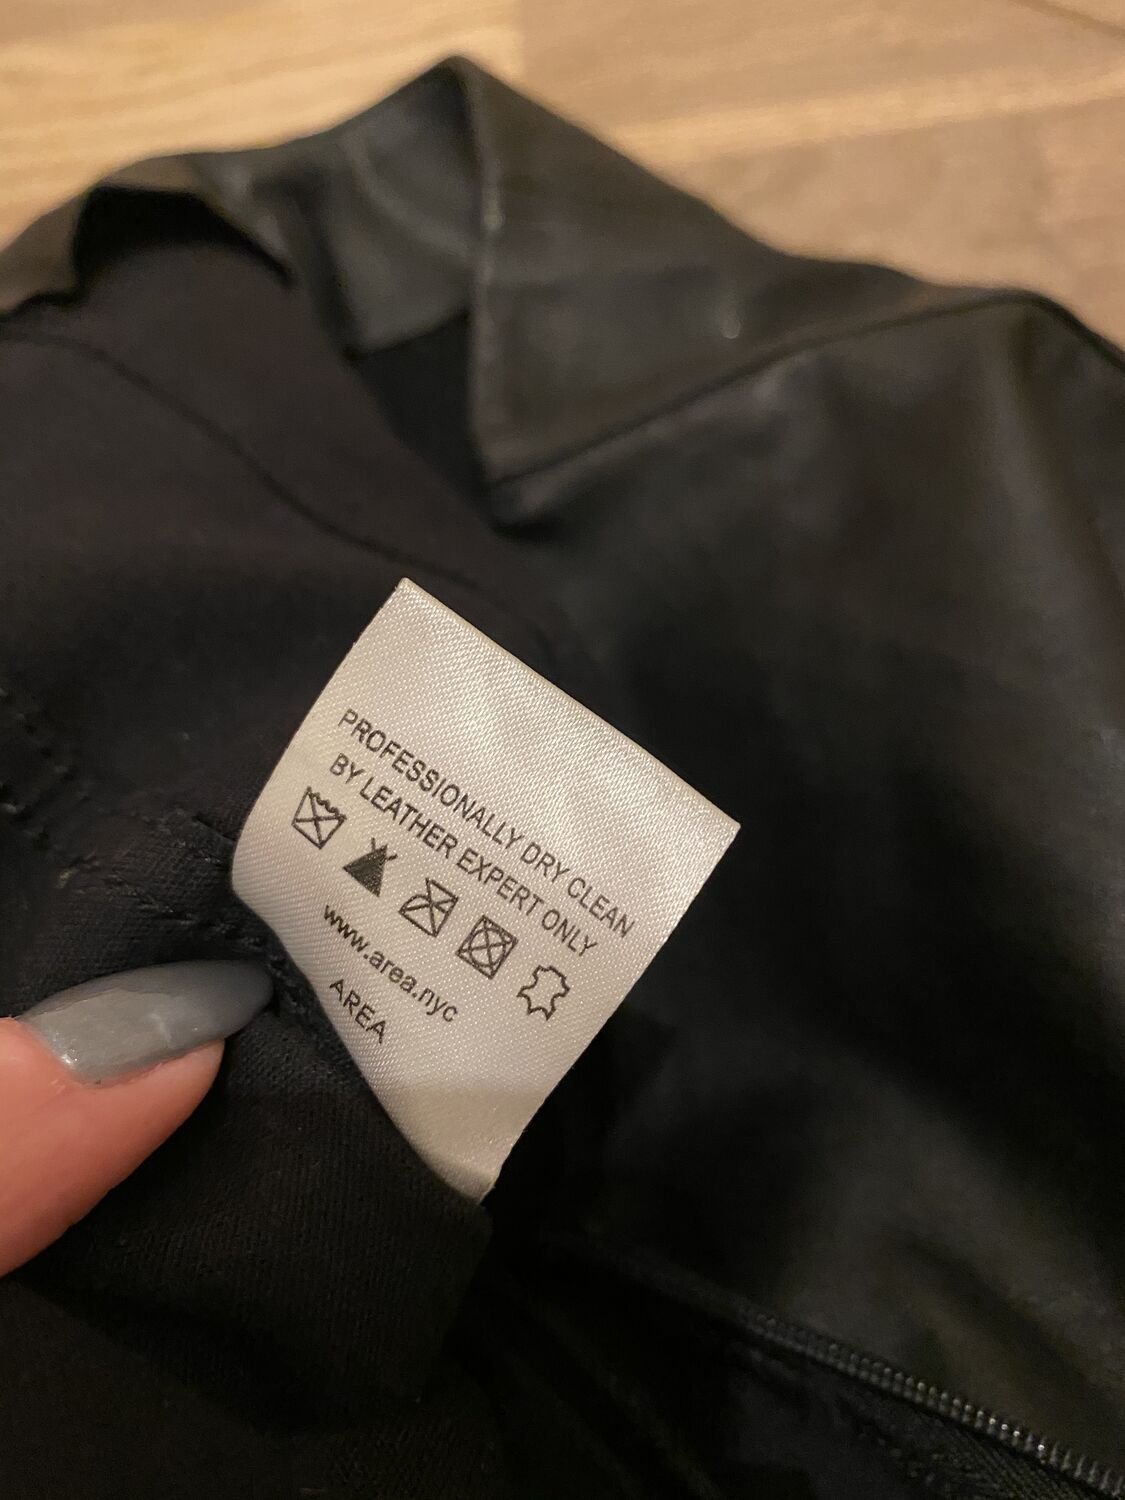 PROFESSIONALLY DRY CLEAN
BY LEATHER EXPERT ONLY
www.area.nyc
AREA